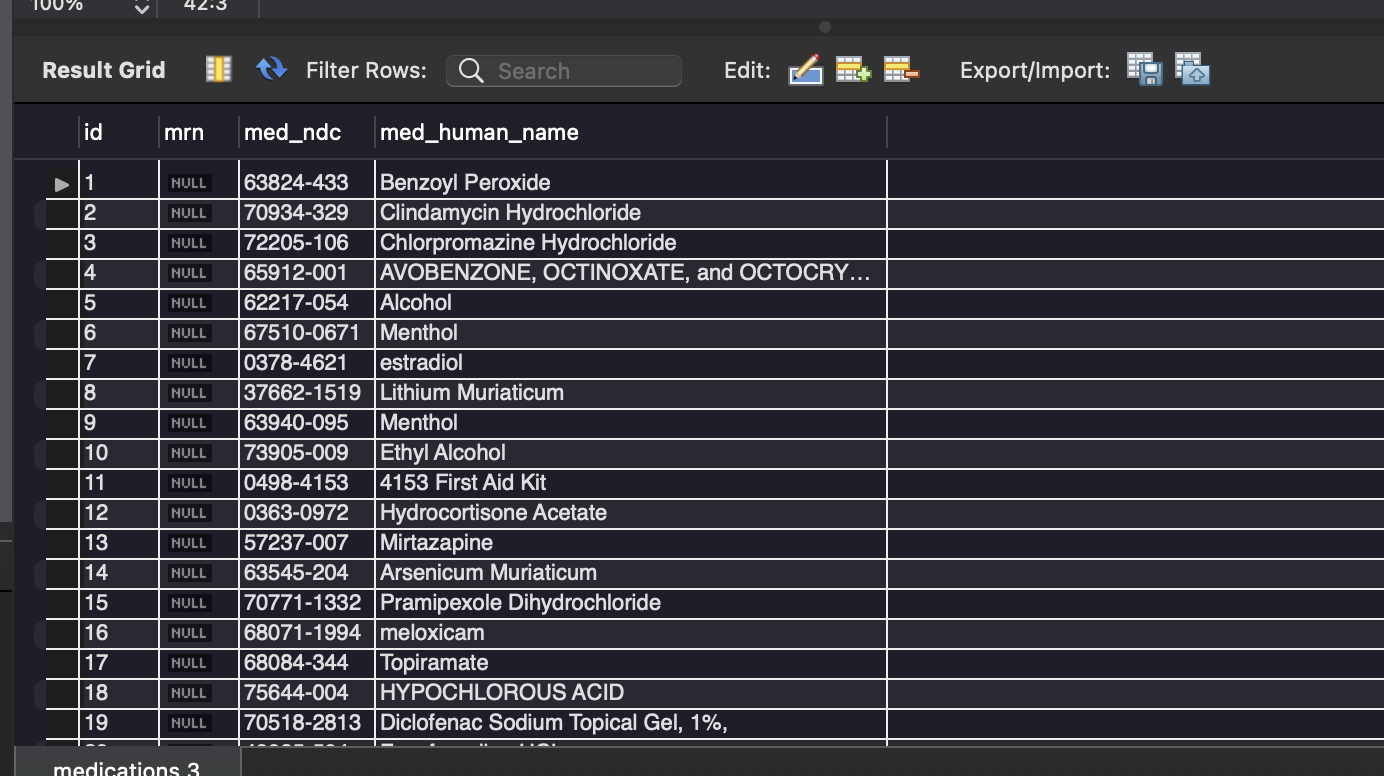 100% 42:3
Result Grid Filter Rows: Search Edit: Export/Import:
id mrn med_ndc med_human_name
1 NULL 63824-433 Benzoyl Peroxide
2 NULL 70934-329 Clindamycin Hydrochloride
3 NULL 72205-106 Chlorpromazine Hydrochloride
4 NULL 65912-001 AVOBENZONE, OCTINOXATE, and OCTOCRY...
5 NULL 62217-054 Alcohol
6 NULL 67510-0671 Menthol
7 NULL 0378-4621 estradiol
8 NULL 37662-1519 Lithium Muriaticum
9 NULL 63940-095 Menthol
10 NULL 73905-009 Ethyl Alcohol
11 NULL 0498-4153 4153 First Aid Kit
12 NULL 0363-0972 Hydrocortisone Acetate
13 NULL 57237-007 Mirtazapine
14 NULL 63545-204 Arsenicum Muriaticum
15 NULL 70771-1332 Pramipexole Dihydrochloride
16 NULL 68071-1994 meloxicam
17 NULL 68084-344 Topiramate
18 NULL 75644-004 HYPOCHLOROUS ACID
19 NULL 70518-2813 Diclofenac Sodium Topical Gel, 1%,
medications 3